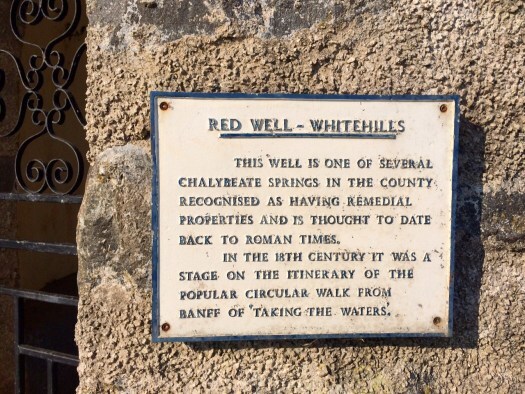 RED WELL - WHITEHILLS
THIS WELL IS ONE OF SEVERAL
CHALYBEATE SPRINGS IN THE COUNTY
RECOGNISED AS HAVING REMEDIAL
PROPERTIES AND IS THOUGHT TO DATE
BACK TO ROMAN TIMES.
IN THE 18TH CENTURY IT WAS A
STAGE ON THE ITINERARY OF THE
POPULAR CIRCULAR WALK FROM
BANFF OF 'TAKING THE WATERS'.